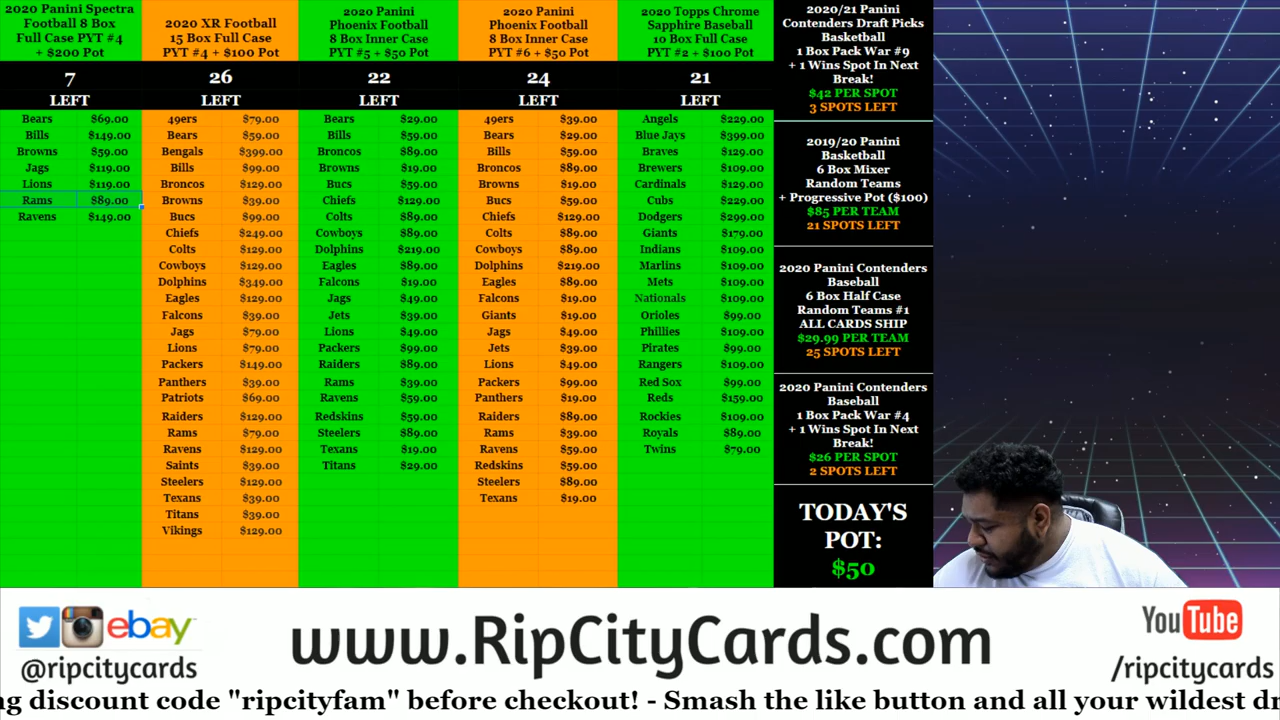 2020 Panini Spectra
Football 8 Box
Full Case PYT #4
+ $200 Pot
7
LEFT
Bears $69.00
Bills $149.00
Browns $59.00
Jags $119.00
Lions $119.00
Rams $89.00
Ravens $149.00
2020 XR Football
15 Box Full Case
PYT #4 + $100 Pot
26
LEFT
49ers $79.00
Bears $59.00
Bengals $399.00
Bills $99.00
Broncos $129.00
Browns $39.00
Bucs $99.00
Chiefs $249.00
Colts $129.00
Cowboys $129.00
Dolphins $349.00
Eagles $129.00
Falcons $39.00
Jags $79.00
Lions $79.00
Packers $149.00
Panthers $39.00
Patriots $69.00
Raiders $129.00
Rams $79.00
Ravens $129.00
Saints $39.00
Steelers $129.00
Texans $39.00
Titans $39.00
Vikings $129.00
2020 Panini
Phoenix Football
8 Box Inner Case
PYT #5 + $50 Pot
22
LEFT
Bears $29.00
Bills $59.00
Broncos $89.00
Browns $19.00
Bucs $59.00
Chiefs $129.00
Colts $89.00
Cowboys $89.00
Dolphins $219.00
Eagles $89.00
Falcons $19.00
Jags $49.00
Jets $39.00
Lions $49.00
Packers $99.00
Raiders $89.00
Rams $39.00
Ravens $59.00
Redskins $59.00
Steelers $89.00
Texans $19.00
Titans $29.00
2020 Panini
Phoenix Football
8 Box Inner Case
PYT #6 + $50 Pot
24
LEFT
49ers $39.00
Bears $29.00
Bills $59.00
Broncos $89.00
Browns $19.00
Bucs $59.00
Chiefs $129.00
Colts $89.00
Cowboys $89.00
Dolphins $219.00
Eagles $89.00
Falcons $19.00
Giants $19.00
Jags $49.00
Jets $39.00
Lions $49.00
Packers $99.00
Panthers $19.00
Raiders $89.00
Rams $39.00
Ravens $59.00
Redskins $59.00
Steelers $89.00
Texans $19.00
2020 Topps Chrome
Sapphire Baseball
10 Box Full Case
PYT #2 + $100 Pot
21
LEFT
Angels $229.00
Blue Jays $399.00
Braves $129.00
Brewers $129.00
Cardinals $129.00
Cubs $229.00
Dodgers $299.00
Giants $179.00
Indians $109.00
Marlins $109.00
Mets $109.00
Nationals $109.00
Orioles $99.00
Phillies $109.00
Pirates $99.00
Rangers $109.00
Red Sox $99.00
Reds $159.00
Rockies $109.00
Royals $89.00
Twins $79.00
2020/21 Panini
Contenders Draft Picks
Basketball
1 Box Pack War #9
+ 1 Wins Spot In Next
Break!
$42 PER SPOT
3 SPOTS LEFT
2019/20 Panini
Basketball
6 Box Mixer
Random Teams
+ Progressive Pot ($100)
$85 PER TEAM
21 SPOTS LEFT
2020 Panini Contenders
Baseball
6 Box Half Case
Random Teams #1
ALL CARDS SHIP
$29.99 PER TEAM
25 SPOTS LEFT
2020 Panini Contenders
Baseball
1 Box Pack War #4
+ 1 Wins Spot In Next
Break!
$26 PER SPOT
2 SPOTS LEFT
TODAY'S
POT:
$50
ebay
@ripcitycards
www.RipCityCards.com
YouTube
/ripcitycards
g discount code "ripcityfam" before checkout! - Smash the like button and all your wildest dr